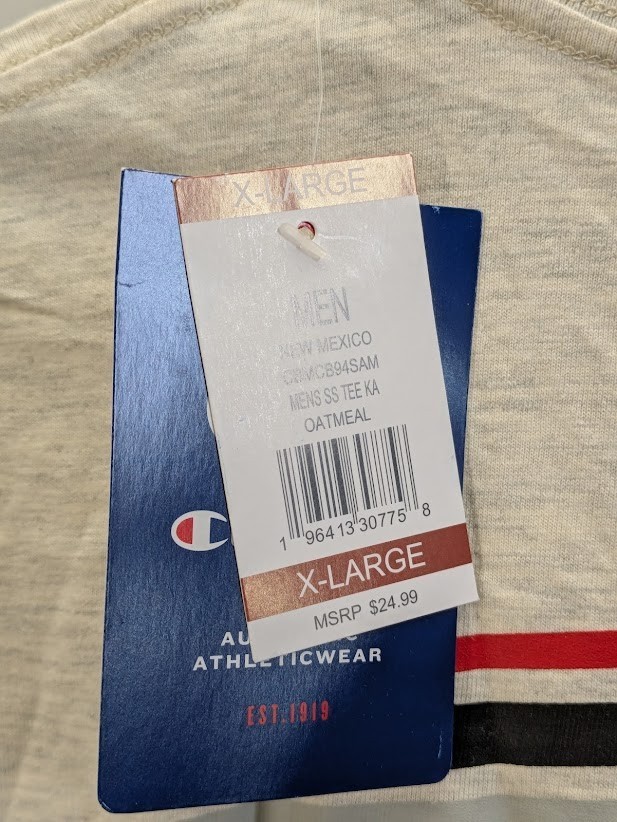 X-LARGE
MEN
NEW MEXICO
MENS SS TEE KA
OATMEAL
1 96413 30775 8
X-LARGE
MSRP $24.99
C
ATHLETICWEAR
EST. 1919